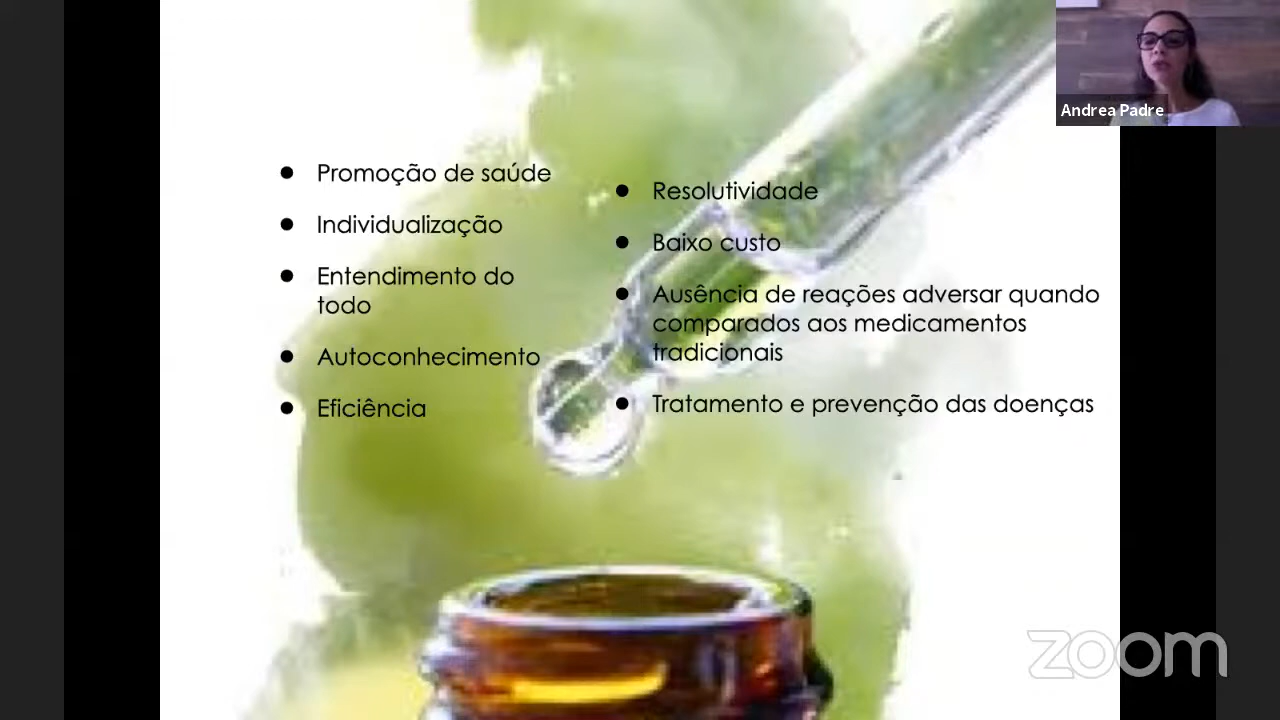 Andrea Padre
Promoção de saúde
Individualização
Entendimento do
todo
Autoconhecimento
Eficiência
Resolutividade
Baixo custo
Ausência de reações adversar quando
comparados aos medicamentos
tradicionais
Tratamento e prevenção das doenças
zoom